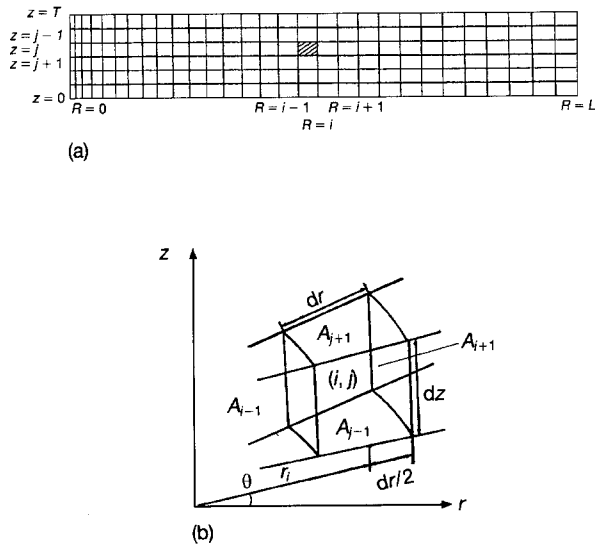 z = T
z = j − 1
z = j
z = j + 1
z = 0
R = 0
R = i − 1
R = i + 1
R = L
R = i
(a)
z
dr
A_{j+1}
A_{i+1}
(i, j)
A_{i−1}
dz
A_{j−1}
r_i
θ
dr/2
r
(b)